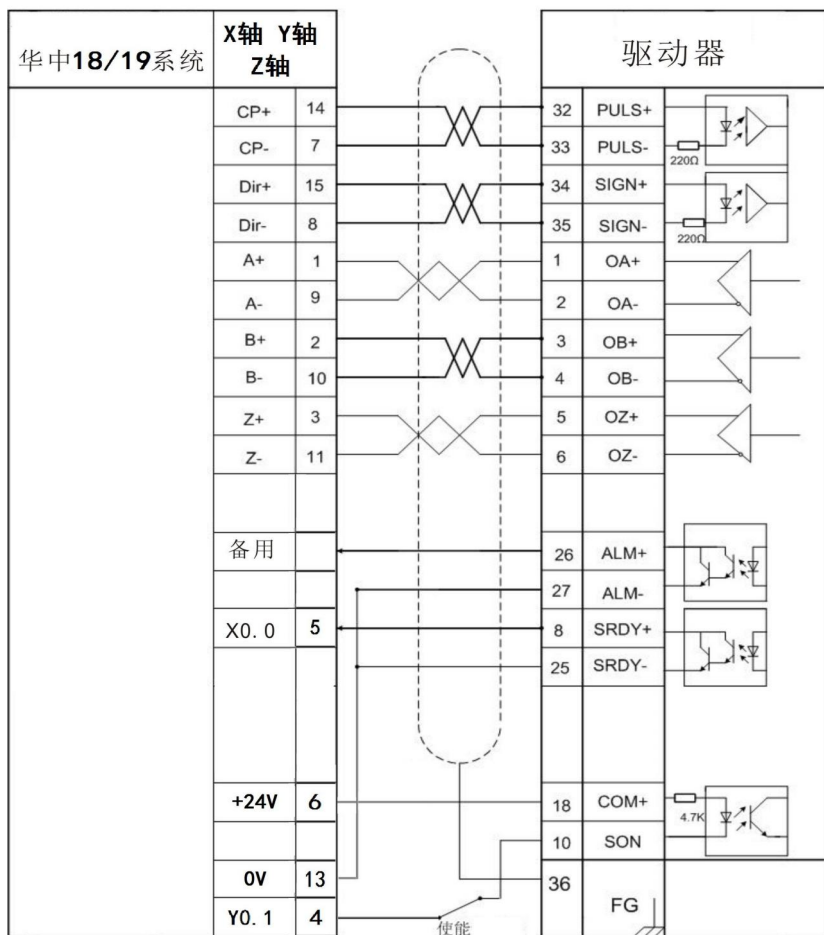 华中18/19系统
X轴 Y轴
Z轴
驱动器
CP+ 14 32 PULS+
CP- 7 33 PULS-
220Ω
Dir+ 15 34 SIGN+
Dir- 8 35 SIGN-
220Ω
A+ 1 1 OA+
A- 9 2 OA-
B+ 2 3 OB+
B- 10 4 OB-
Z+ 3 5 OZ+
Z- 11 6 OZ-
备用 26 ALM+
27 ALM-
X0.0 5 8 SRDY+
25 SRDY-
+24V 6 18 COM+
4.7K
10 SON
0V 13 36
FG
Y0.1 4 使能